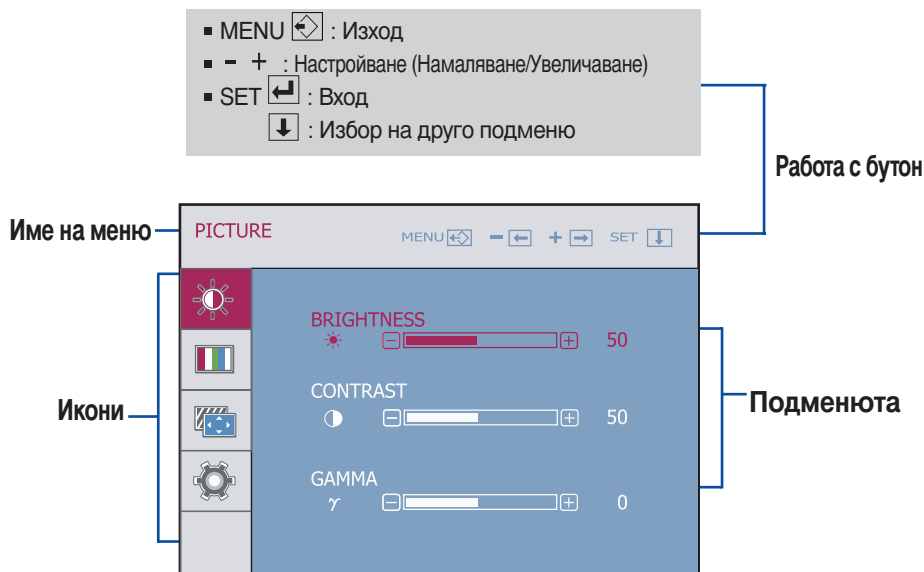 ▪ MENU : Изход
▪ - + : Настройване (Намаляване/Увеличаване)
▪ SET : Вход
: Избор на друго подменю
Работа с бутон
Име на меню
PICTURE MENU - + SET
BRIGHTNESS
50
Икони
CONTRAST
50
Подменюта
GAMMA
γ 0